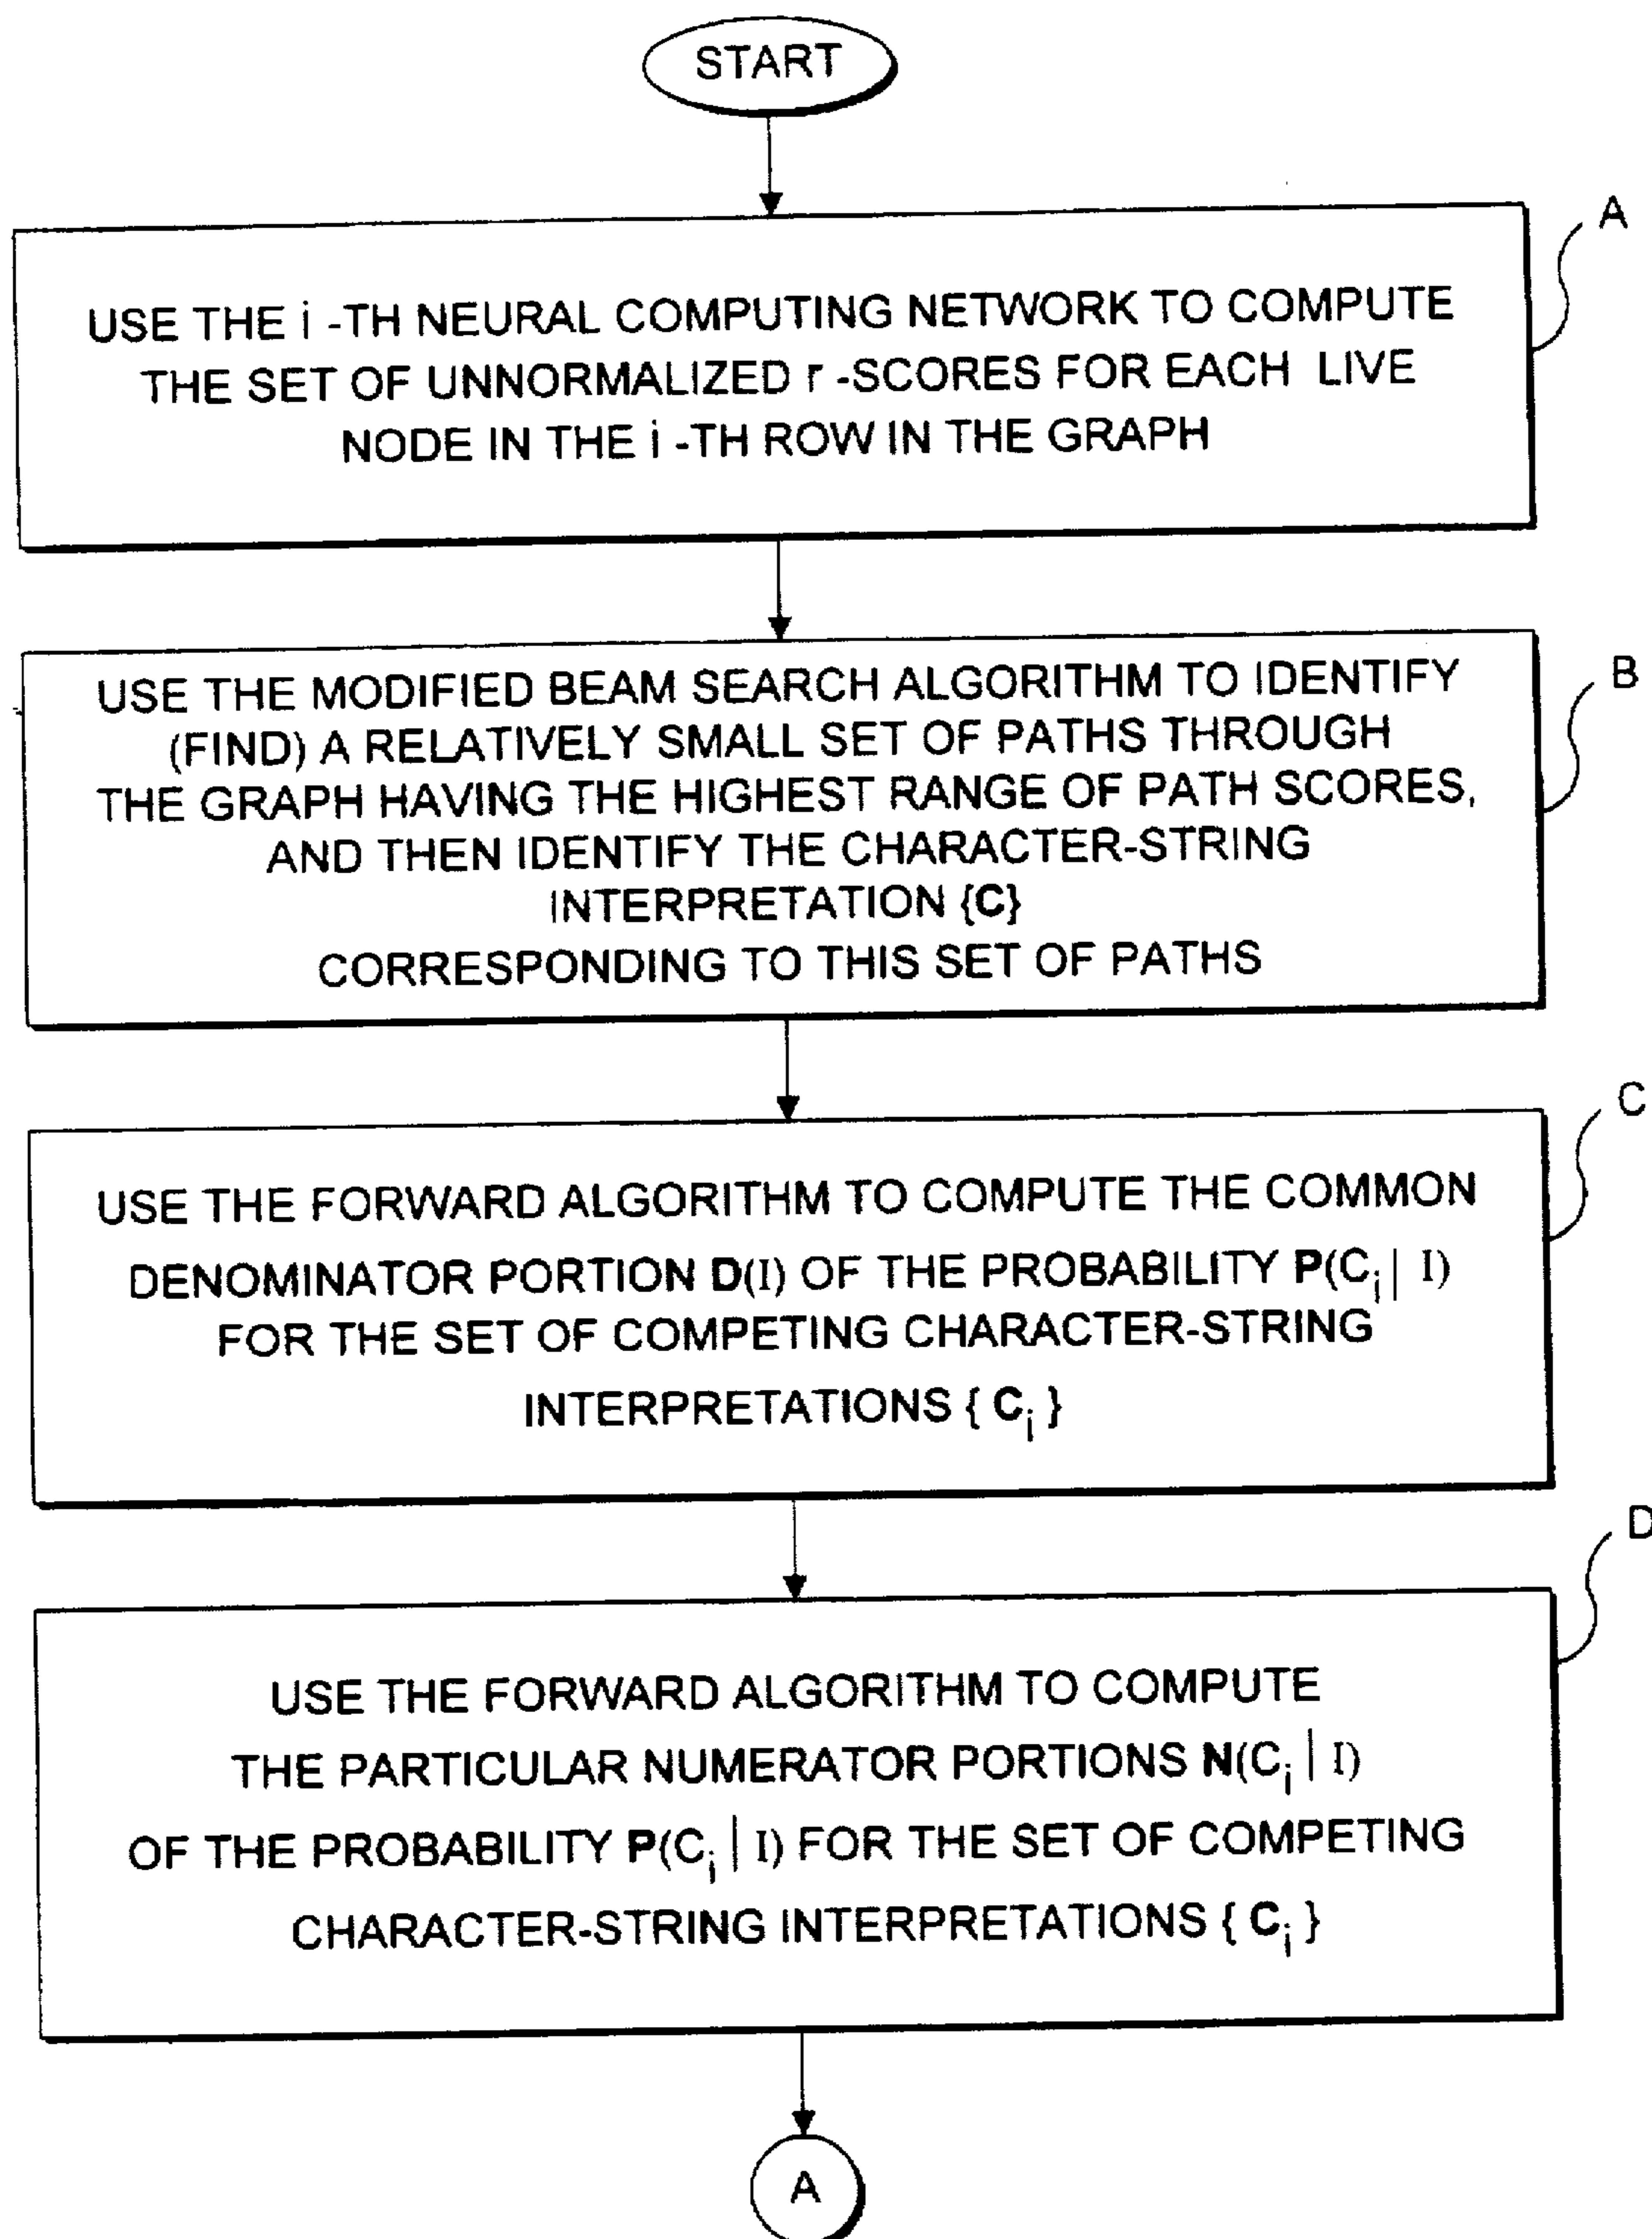 START
A
USE THE i -TH NEURAL COMPUTING NETWORK TO COMPUTE
THE SET OF UNNORMALIZED r -SCORES FOR EACH LIVE
NODE IN THE i -TH ROW IN THE GRAPH
B
USE THE MODIFIED BEAM SEARCH ALGORITHM TO IDENTIFY
(FIND) A RELATIVELY SMALL SET OF PATHS THROUGH
THE GRAPH HAVING THE HIGHEST RANGE OF PATH SCORES,
AND THEN IDENTIFY THE CHARACTER-STRING
INTERPRETATION {C}
CORRESPONDING TO THIS SET OF PATHS
C
USE THE FORWARD ALGORITHM TO COMPUTE THE COMMON
DENOMINATOR PORTION D(I) OF THE PROBABILITY P(Ci | I)
FOR THE SET OF COMPETING CHARACTER-STRING
INTERPRETATIONS { Ci }
D
USE THE FORWARD ALGORITHM TO COMPUTE
THE PARTICULAR NUMERATOR PORTIONS N(Ci | I)
OF THE PROBABILITY P(Ci | I) FOR THE SET OF COMPETING
CHARACTER-STRING INTERPRETATIONS { Ci }
A